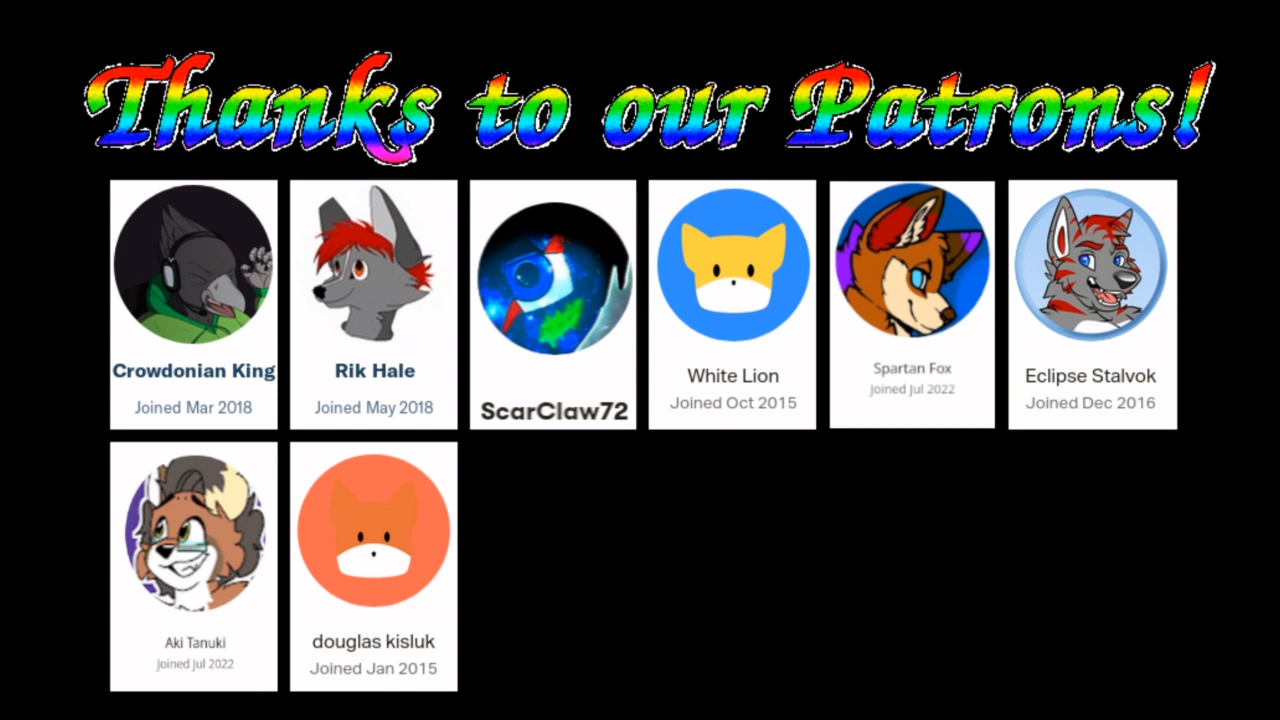 Thanks to our Patrons!
Crowdonian King
Joined Mar 2018
Rik Hale
Joined May 2018
ScarClaw72
White Lion
Joined Oct 2015
Spartan Fox
Joined Jul 2022
Eclipse Stalvok
Joined Dec 2016
Aki Tanuki
Joined Jul 2022
douglas kisluk
Joined Jan 2015